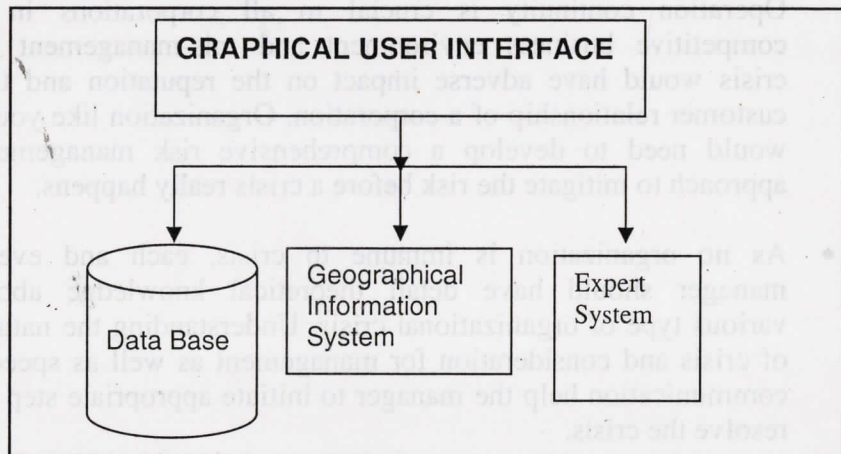 GRAPHICAL USER INTERFACE
Data Base
Geographical
Information
System
Expert
System